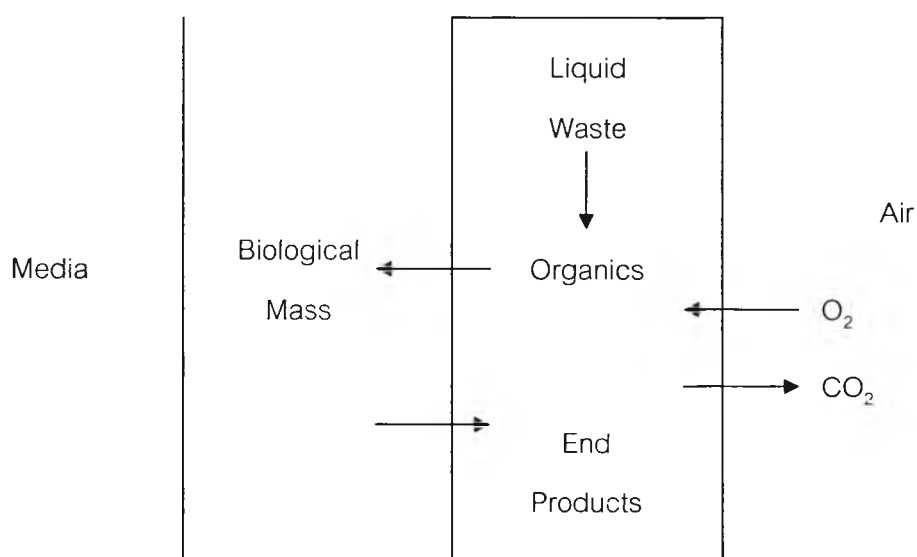 Liquid
Waste
Air
Media
Biological
Mass
Organics
O₂
CO₂
End
Products